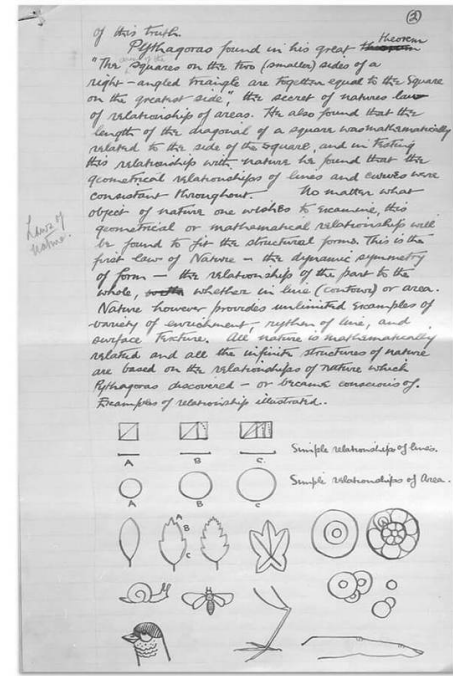 ②
of this truth.
Pythagoras found in his great theorem
"The squares on the two (smaller) sides of a
right-angled triangle are together equal to the square
on the greatest side", the secret of natures law
of relationship of areas. He also found that the
length of the diagonal of a square was mathematically
related to the side of the square, and in testing
this relationship with nature he found that the
geometrical relationships of lines and curves were
consistant throughout. No matter what
object of nature one wishes to examine, this
geometrical or mathematical relationship will
be found to fit the structural forms. This is the
first law of Nature - the dynamic symmetry
of form - the relationship of the part to the
whole, whether in line (contour) or area.
Nature however provides unlimited examples of
variety of enrichment, rythem of line, and
surface texture. All nature is mathematically
related and all the infinite structures of nature
are based on the relationships of nature which
Pythagoras discovered - or became conscious of.
Examples of relationship illustrated.
Laws of
nature.
Simple relationships of lines.
A B C.
Simple relationships of Area.
A B C
A
B
C